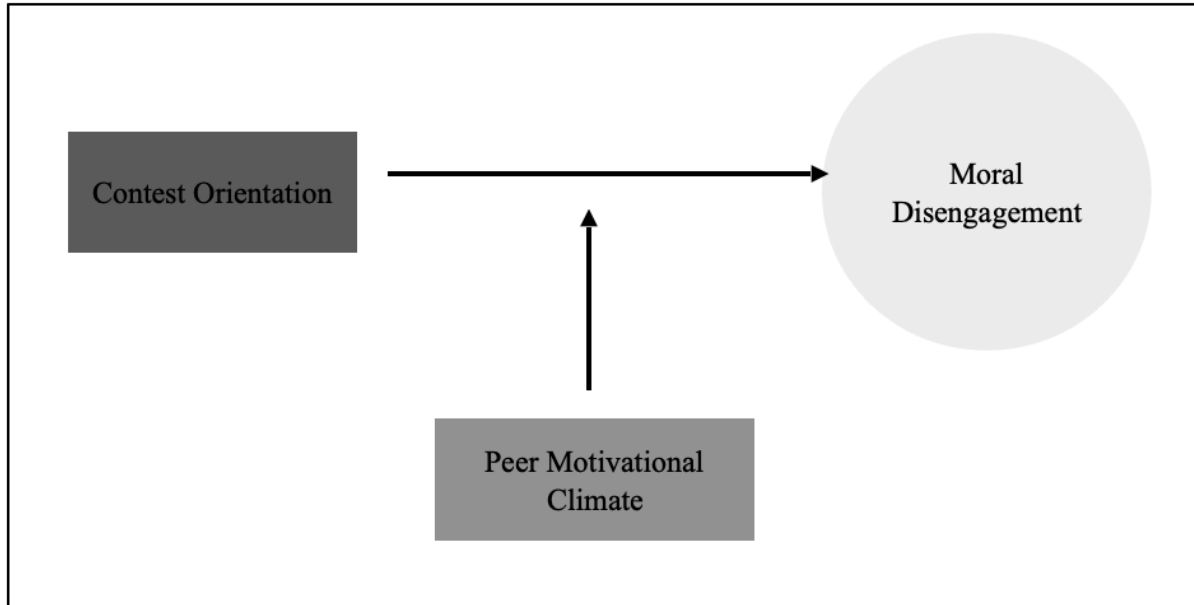 Contest Orientation
Moral
Disengagement
Peer Motivational
Climate